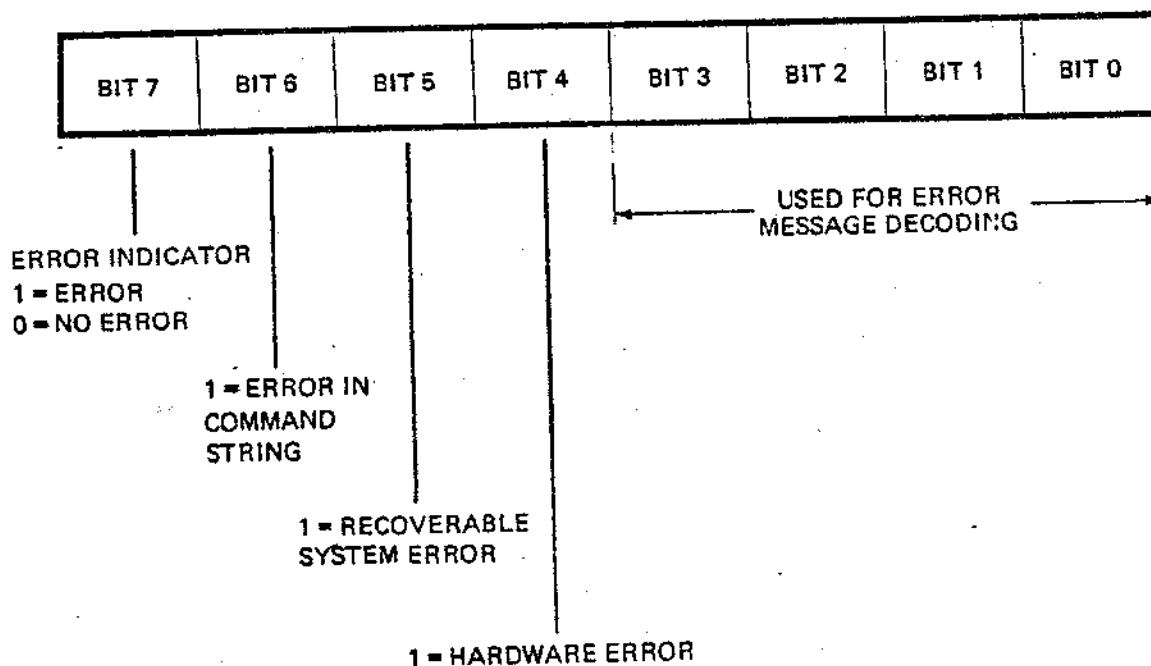 BIT 7 BIT 6 BIT 5 BIT 4 BIT 3 BIT 2 BIT 1 BIT 0
USED FOR ERROR
MESSAGE DECODING
ERROR INDICATOR
1 = ERROR
0 = NO ERROR
1 = ERROR IN
COMMAND
STRING
1 = RECOVERABLE
SYSTEM ERROR
1 = HARDWARE ERROR